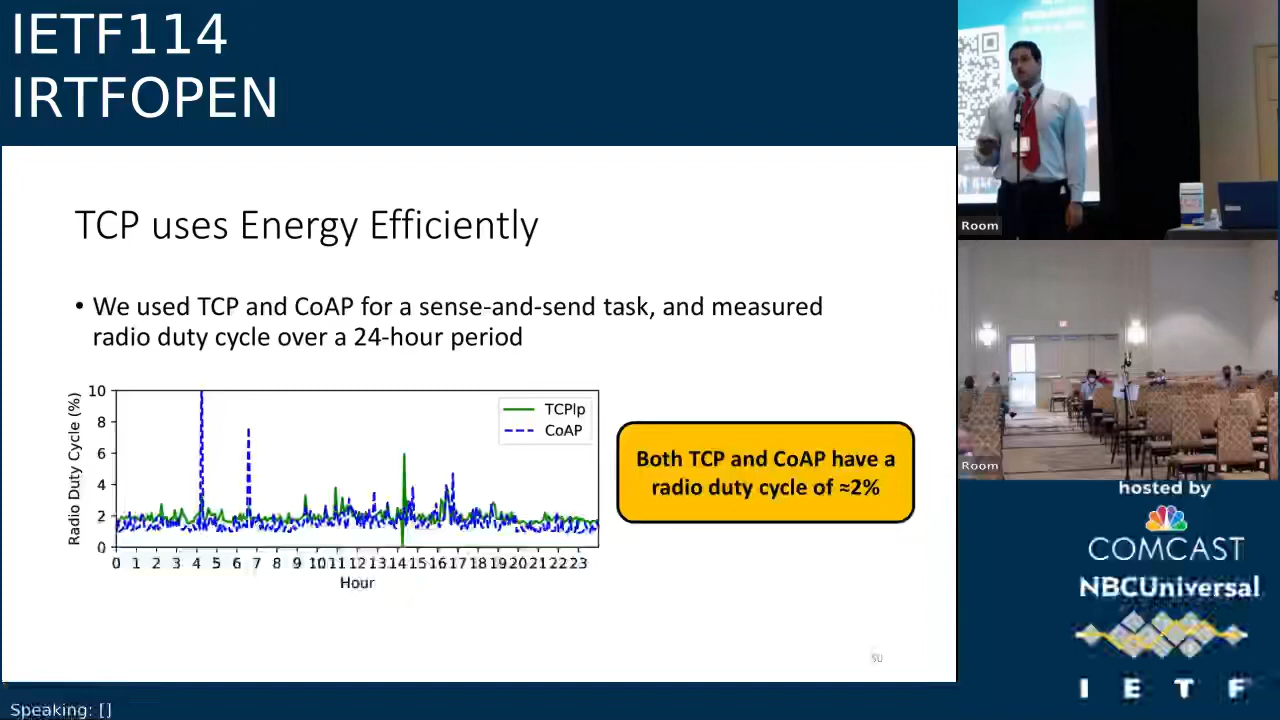 IETF114
IRTFOPEN
TCP uses Energy Efficiently
• We used TCP and CoAP for a sense-and-send task, and measured
radio duty cycle over a 24-hour period
Radio Duty Cycle (%)
10
8
6
4
2
0
TCPlp
CoAP
0 1 2 3 4 5 6 7 8 9 10 11 12 13 14 15 16 17 18 19 20 21 22 23
Hour
Both TCP and CoAP have a
radio duty cycle of ≈2%
Speaking: []
Room
Room
hosted by
COMCAST
NBCUniversal
I E T F